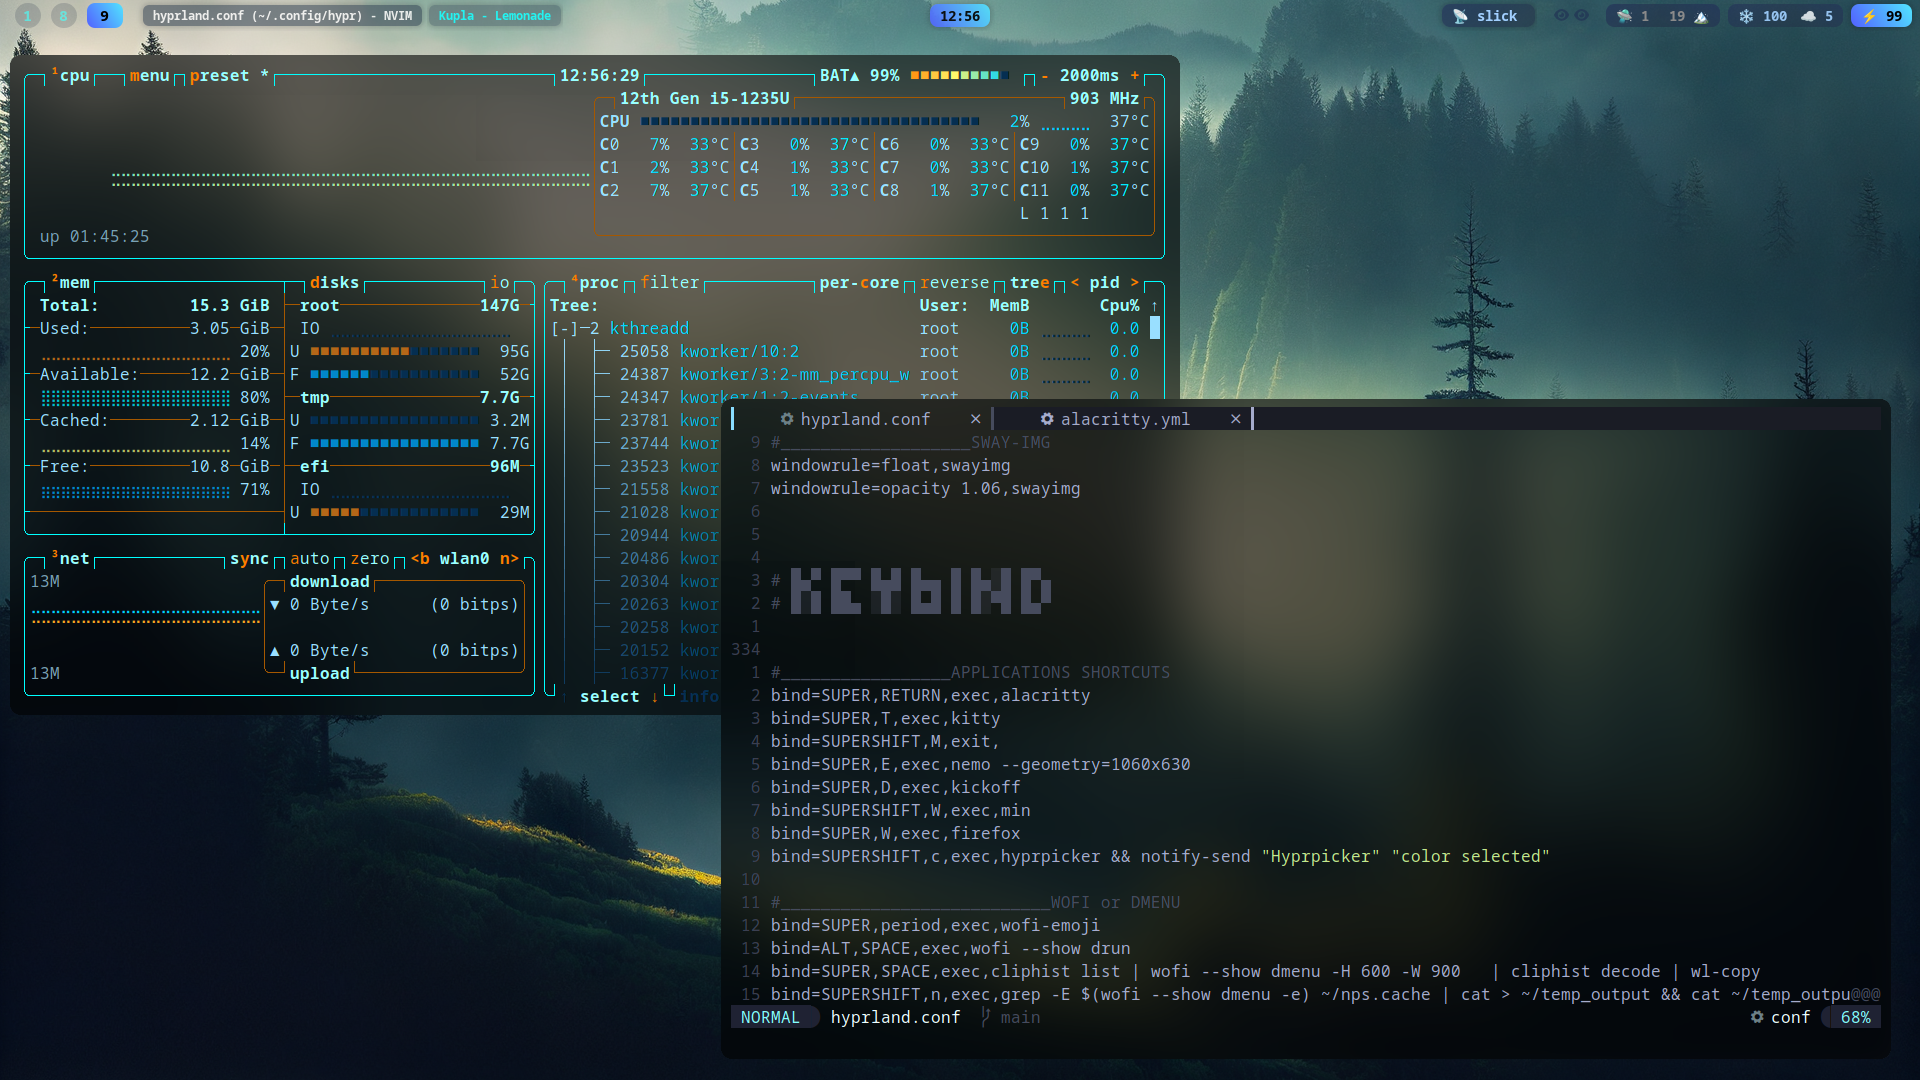 1 8 9 hyprland.conf (~/.config/hypr) - NVIM Kupla - Lemonade 12:56 slick 1 19 100 5 99
1cpu menu preset * 12:56:29 BAT▲ 99% - 2000ms +
12th Gen i5-1235U 903 MHz
CPU 2% 37°C
C0 7% 33°C C3 0% 37°C C6 0% 33°C C9 0% 37°C
C1 2% 33°C C4 1% 33°C C7 0% 33°C C10 1% 37°C
C2 7% 37°C C5 1% 33°C C8 1% 37°C C11 0% 37°C
L 1 1 1
up 01:45:25
2mem disks io
Total: 15.3 GiB root 147G
Used: 3.05 GiB IO
20% U 95G
Available: 12.2 GiB F 52G
80% tmp 7.7G
Cached: 2.12 GiB U 3.2M
14% F 7.7G
Free: 10.8 GiB efi 96M
71% IO
U 29M
3net sync auto zero <b wlan0 n>
13M download
▼ 0 Byte/s (0 bitps)
▲ 0 Byte/s (0 bitps)
13M upload
4proc filter per-core reverse tree < pid >
Tree: User: MemB Cpu% ↑
[-]─2 kthreadd root 0B 0.0
25058 kworker/10:2 root 0B 0.0
24387 kworker/3:2-mm_percpu_w root 0B 0.0
24347 kworker/1:2-events
23781 kwor
23744 kwor
23523 kwor
21558 kwor
21028 kwor
20944 kwor
20486 kwor
20304 kwor
20263 kwor
20258 kwor
20152 kwor
16377 kwor
select ↓ info
hyprland.conf × alacritty.yml ×
9 #___________________SWAY-IMG
8 windowrule=float,swayimg
7 windowrule=opacity 1.06,swayimg
6
5
4
3 #
2 # KEYbIND
1
334
1 #_________________APPLICATIONS SHORTCUTS
2 bind=SUPER,RETURN,exec,alacritty
3 bind=SUPER,T,exec,kitty
4 bind=SUPERSHIFT,M,exit,
5 bind=SUPER,E,exec,nemo --geometry=1060x630
6 bind=SUPER,D,exec,kickoff
7 bind=SUPERSHIFT,W,exec,min
8 bind=SUPER,W,exec,firefox
9 bind=SUPERSHIFT,c,exec,hyprpicker && notify-send "Hyprpicker" "color selected"
10
11 #___________________________WOFI or DMENU
12 bind=SUPER,period,exec,wofi-emoji
13 bind=ALT,SPACE,exec,wofi --show drun
14 bind=SUPER,SPACE,exec,cliphist list | wofi --show dmenu -H 600 -W 900 | cliphist decode | wl-copy
15 bind=SUPERSHIFT,n,exec,grep -E $(wofi --show dmenu -e) ~/nps.cache | cat > ~/temp_output && cat ~/temp_outpu@@@
NORMAL hyprland.conf main conf 68%